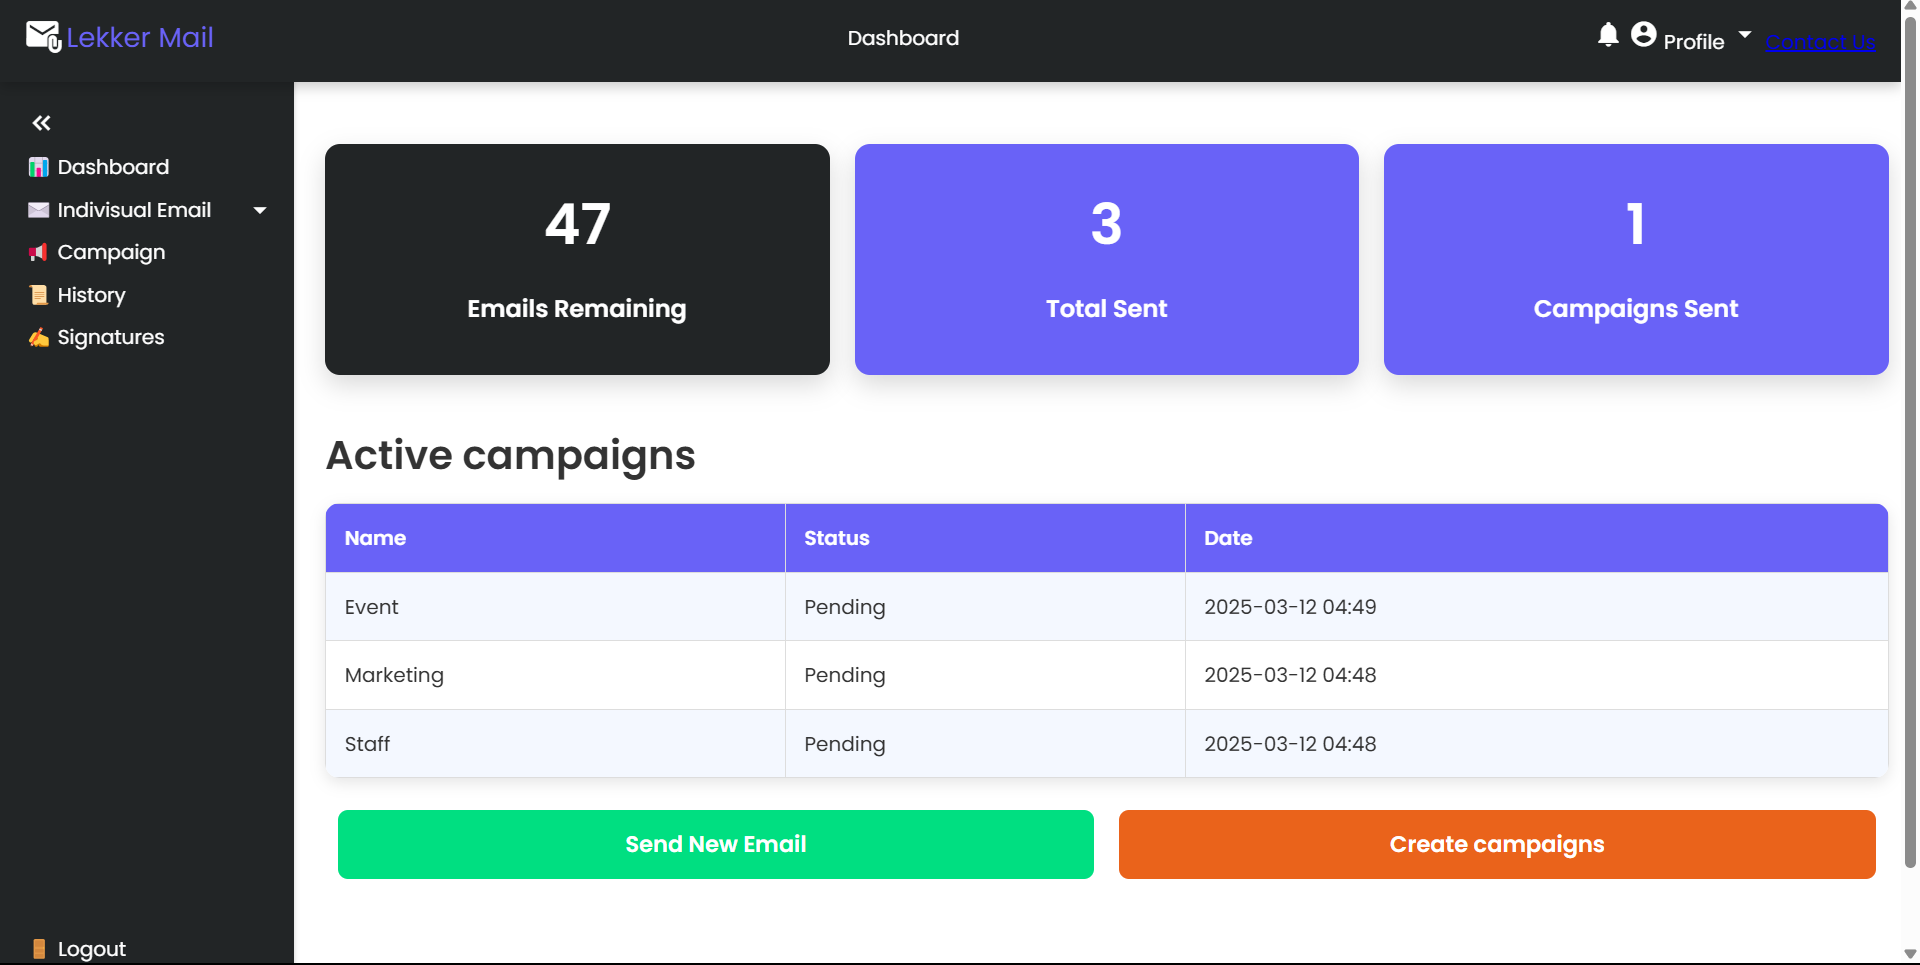 Lekker Mail
Dashboard
Profile
Contact Us
Dashboard
Indivisual Email
Campaign
History
Signatures
Logout
47
Emails Remaining
3
Total Sent
1
Campaigns Sent
Active campaigns
Name Status Date
Event Pending 2025-03-12 04:49
Marketing Pending 2025-03-12 04:48
Staff Pending 2025-03-12 04:48
Send New Email
Create campaigns